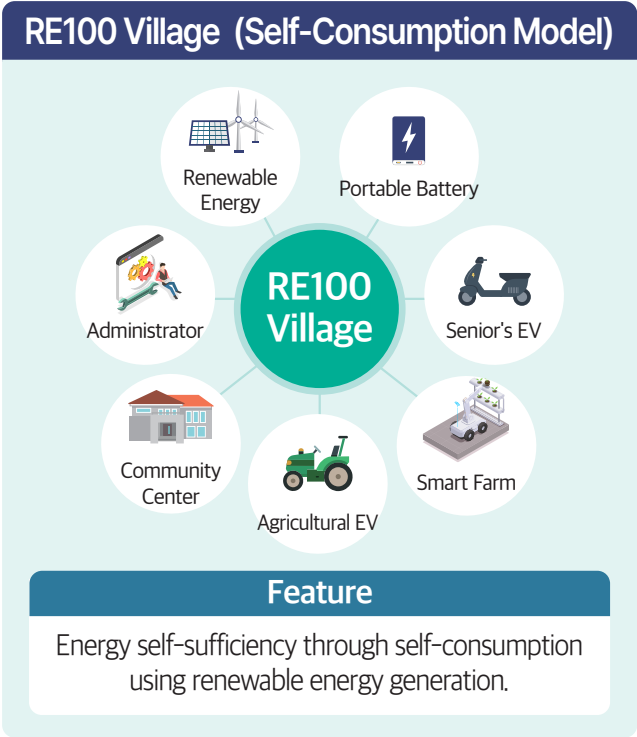 RE100 Village (Self-Consumption Model)
Renewable
Energy
Portable Battery
Administrator
RE100
Village
Senior's EV
Community
Center
Agricultural EV
Smart Farm
Feature
Energy self-sufficiency through self-consumption
using renewable energy generation.